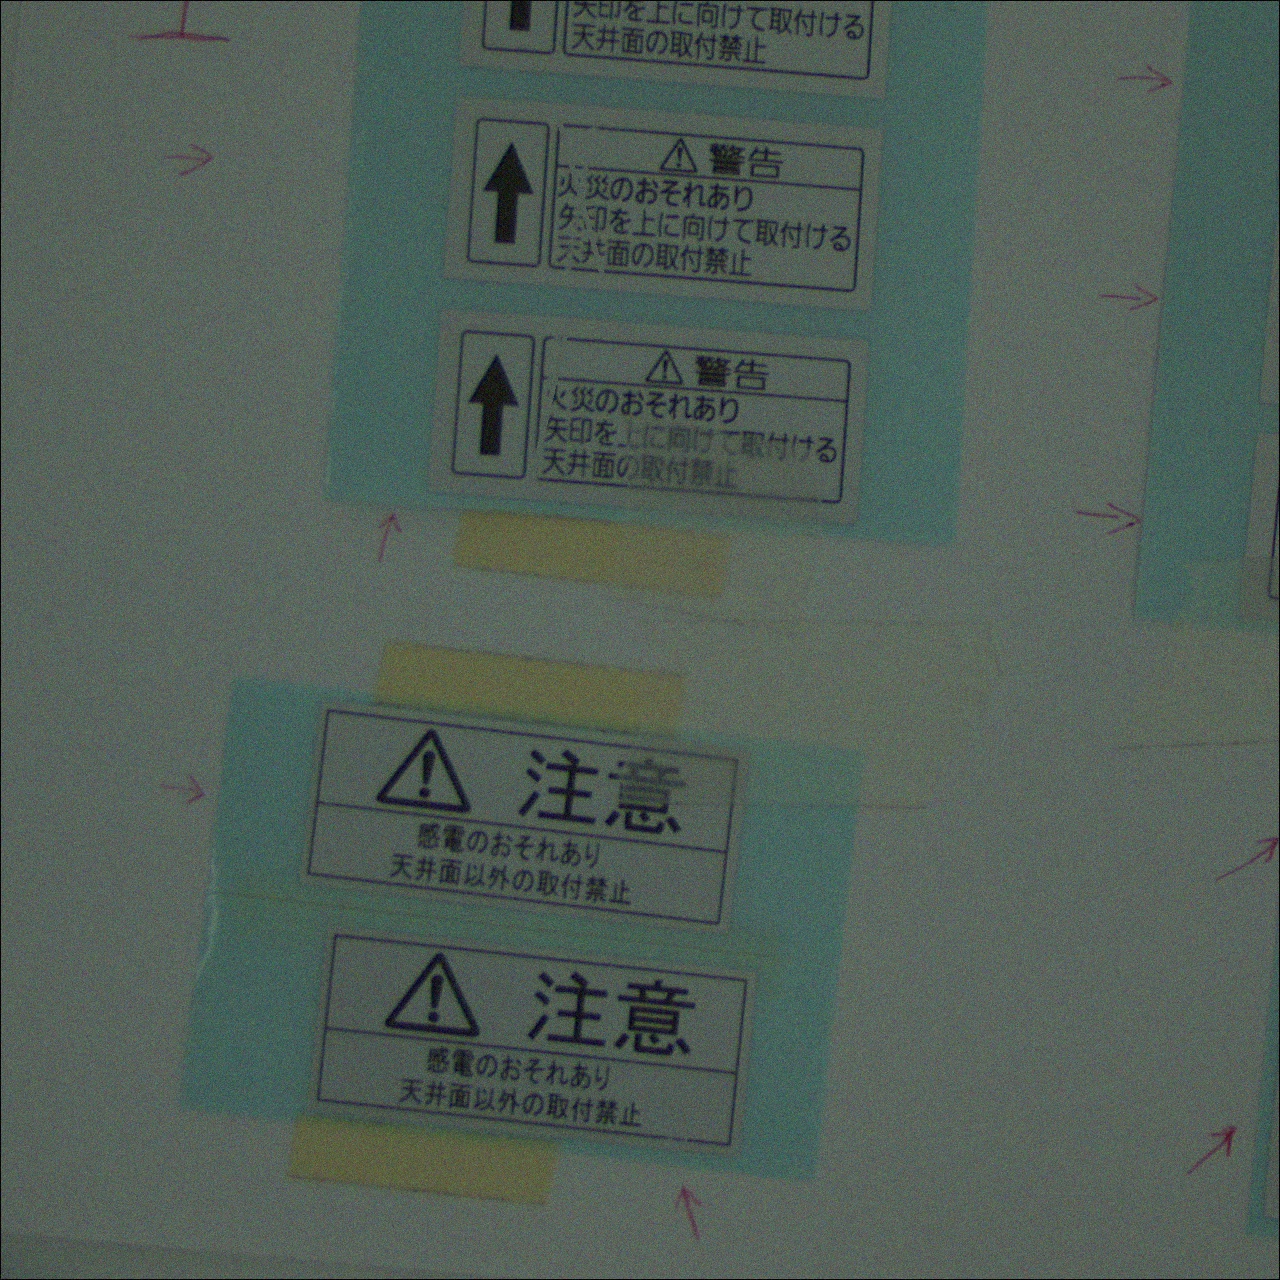 矢印を上に向けて取付ける
天井面の取付禁止
警告
火災のおそれあり
矢印を上に向けて取付ける
天井面の取付禁止
警告
火災のおそれあり
矢印を上に向けて取付ける
天井面の取付禁止
注意
感電のおそれあり
天井面以外の取付禁止
注意
感電のおそれあり
天井面以外の取付禁止